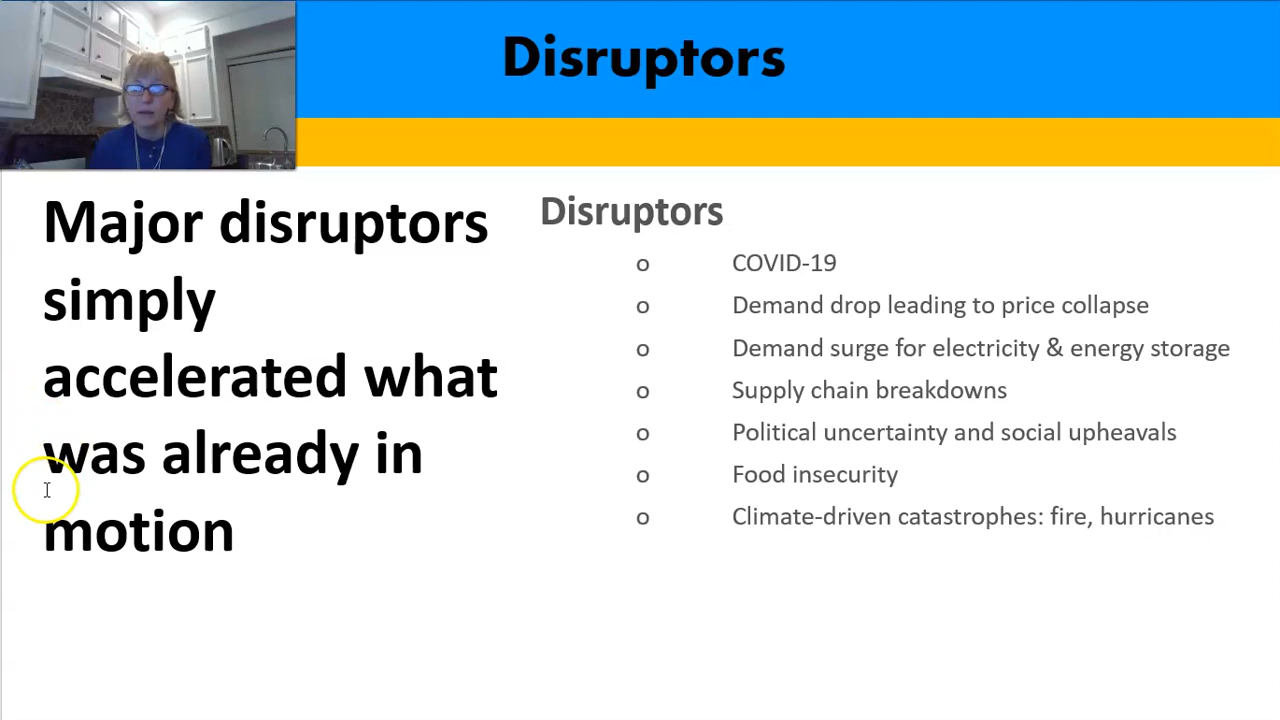 Disruptors
Major disruptors
simply
accelerated what
was already in
motion
Disruptors
o COVID-19
o Demand drop leading to price collapse
o Demand surge for electricity & energy storage
o Supply chain breakdowns
o Political uncertainty and social upheavals
o Food insecurity
o Climate-driven catastrophes: fire, hurricanes